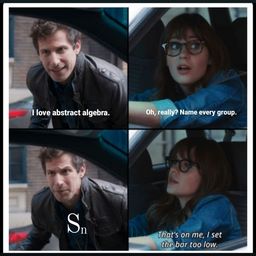 I love abstract algebra.
Oh, really? Name every group.
Sn
That's on me, I set
the bar too low.